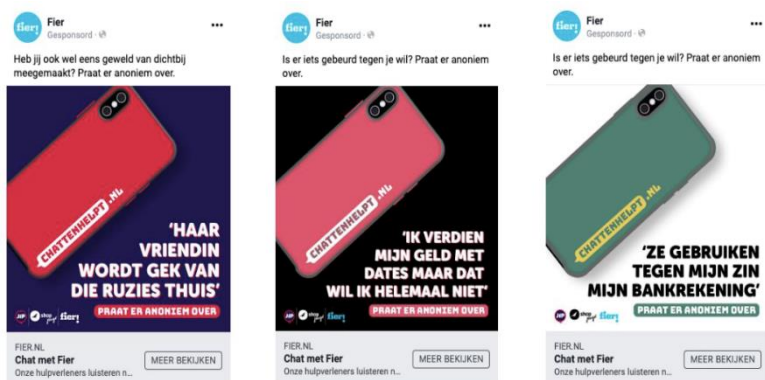 fier!
Fier
Gesponsord
Heb jij ook wel eens geweld van dichtbij
meegemaakt? Praat er anoniem over.
CHATTENHELPT.NL
'HAAR
VRIENDIN
WORDT GEK VAN
DIE RUZIES THUIS'
PRAAT ER ANONIEM OVER
fier!
FIER.NL
Chat met Fier
Onze hulpverleners luisteren n...
MEER BEKIJKEN
fier!
Fier
Gesponsord
Is er iets gebeurd tegen je wil? Praat er anoniem
over.
CHATTENHELPT.NL
'IK VERDIEN
MIJN GELD MET
DATES MAAR DAT
WIL IK HELEMAAL NIET'
PRAAT ER ANONIEM OVER
fier!
FIER.NL
Chat met Fier
Onze hulpverleners luisteren n...
MEER BEKIJKEN
fier!
Fier
Gesponsord
Is er iets gebeurd tegen je wil? Praat er anoniem
over.
CHATTENHELPT.NL
'ZE GEBRUIKEN
TEGEN MIJN ZIN
MIJN BANKREKENING'
PRAAT ER ANONIEM OVER
fier!
FIER.NL
Chat met Fier
Onze hulpverleners luisteren n...
MEER BEKIJKEN